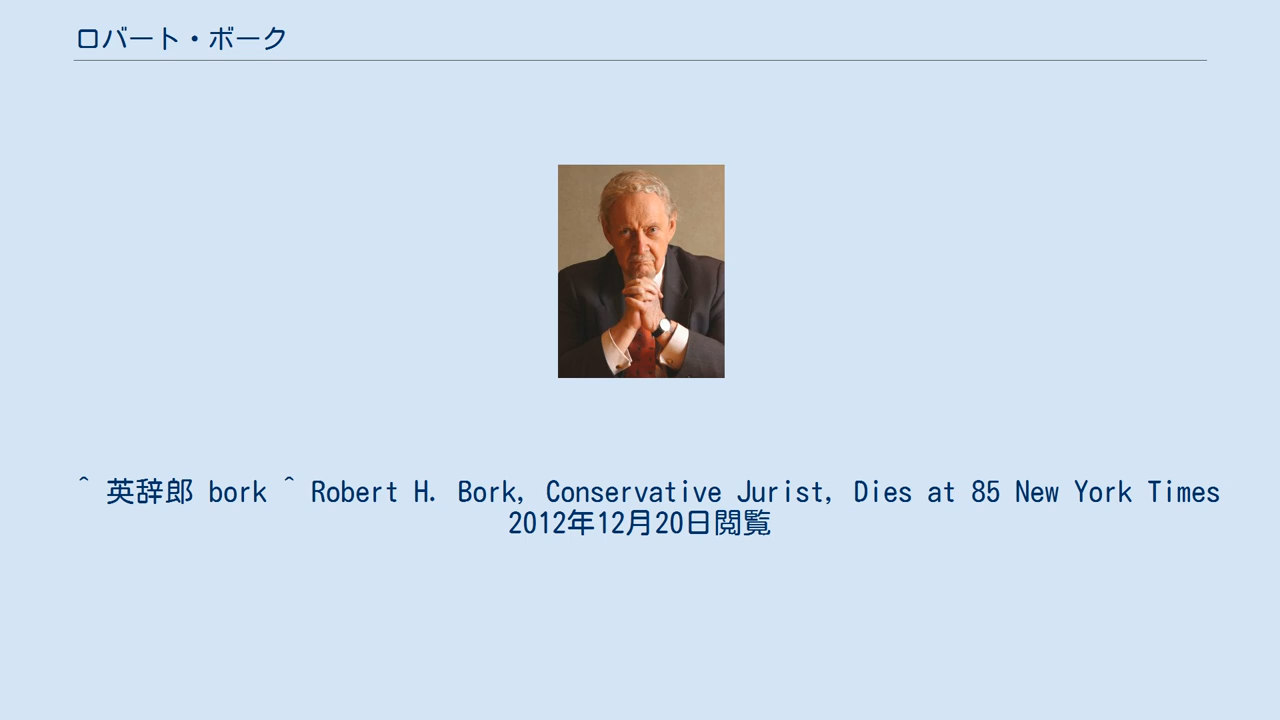 ロバート・ボーク
^ 英辞郎 bork ^ Robert H. Bork, Conservative Jurist, Dies at 85 New York Times
2012年12月20日閲覧